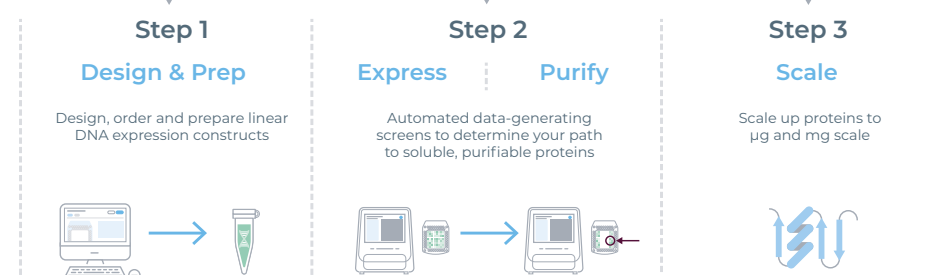 Step 1
Design & Prep
Design, order and prepare linear
DNA expression constructs
Step 2
Express
Purify
Automated data-generating
screens to determine your path
to soluble, purifiable proteins
Step 3
Scale
Scale up proteins to
µg and mg scale